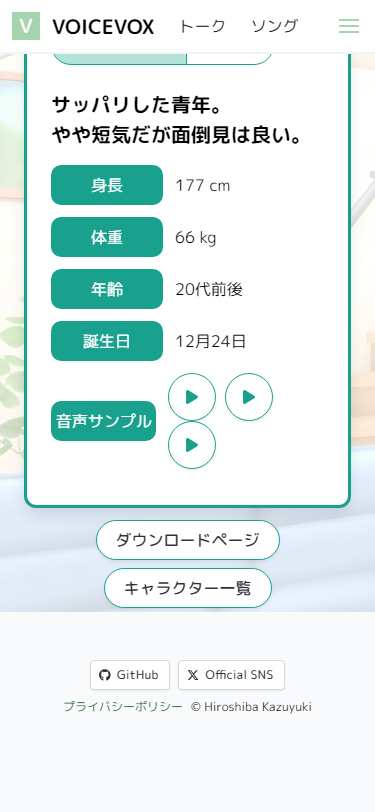 V VOICEVOX トーク ソング
サッパリした青年。
やや短気だが面倒見は良い。
身長 177 cm
体重 66 kg
年齢 20代前後
誕生日 12月24日
音声サンプル
ダウンロードページ
キャラクター一覧
GitHub Official SNS
プライバシーポリシー © Hiroshiba Kazuyuki